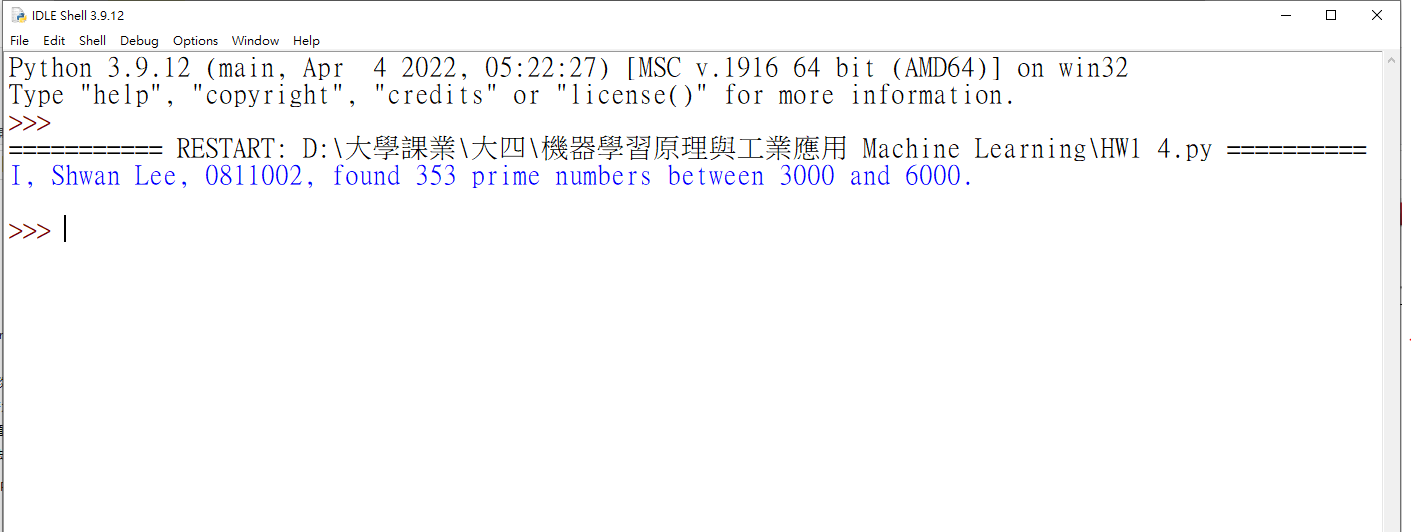 IDLE Shell 3.9.12
File Edit Shell Debug Options Window Help
Python 3.9.12 (main, Apr  4 2022, 05:22:27) [MSC v.1916 64 bit (AMD64)] on win32
Type "help", "copyright", "credits" or "license()" for more information.
>>>
=========== RESTART: D:\大學課業\大四\機器學習原理與工業應用 Machine Learning\HW1 4.py ==========
I, Shwan Lee, 0811002, found 353 prime numbers between 3000 and 6000.
>>>